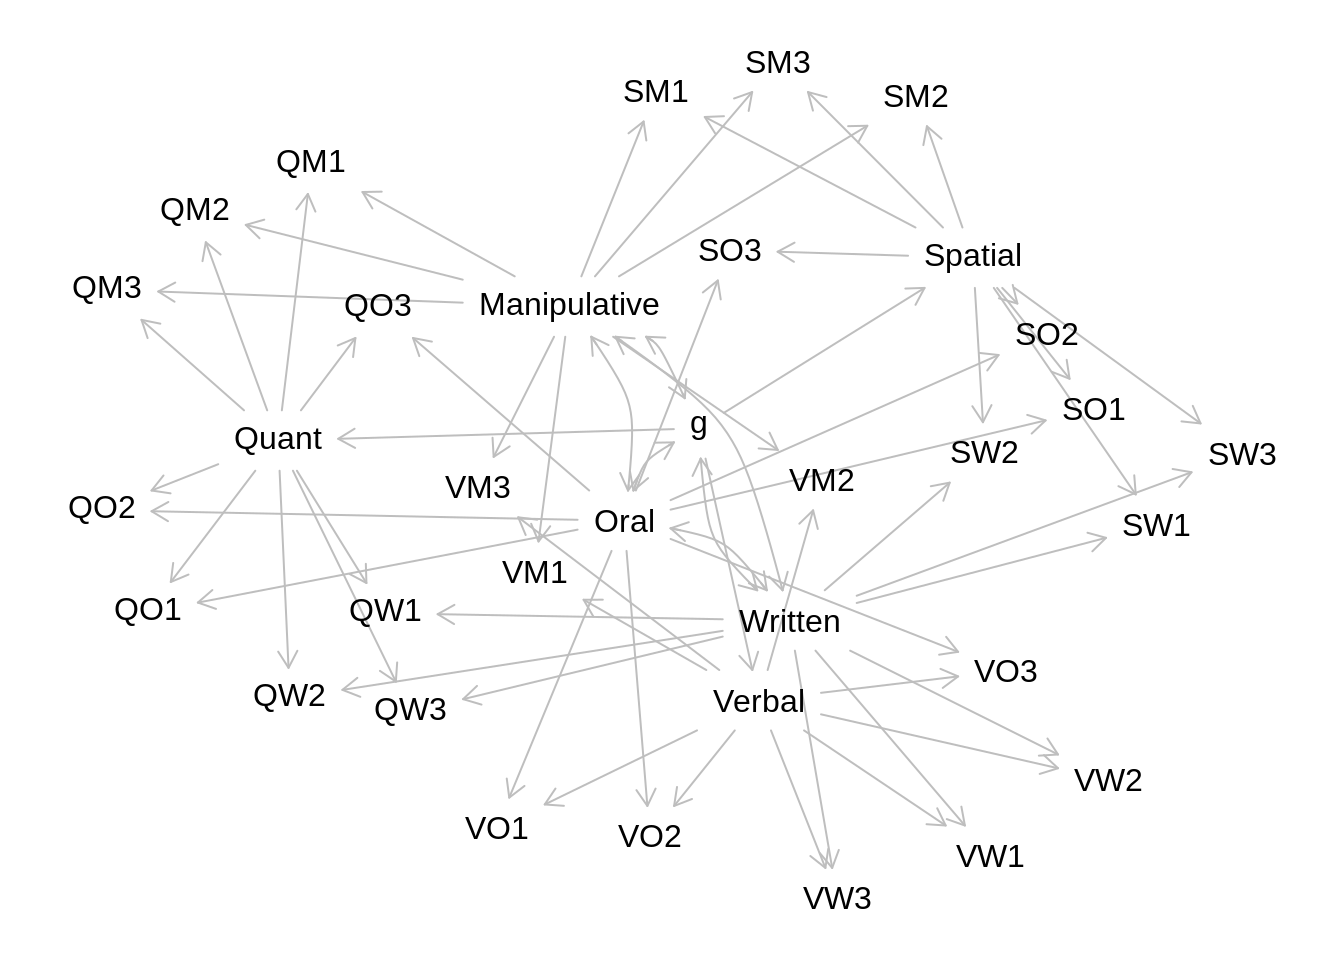 SM3
SM1
SM2
QM1
QM2
SO3
Spatial
QM3
QO3
Manipulative
SO2
SO1
g
Quant
SW2
SW3
VM3
VM2
QO2
Oral
SW1
VM1
QO1
QW1
Written
VO3
QW2
QW3
Verbal
VW2
VO1
VO2
VW1
VW3